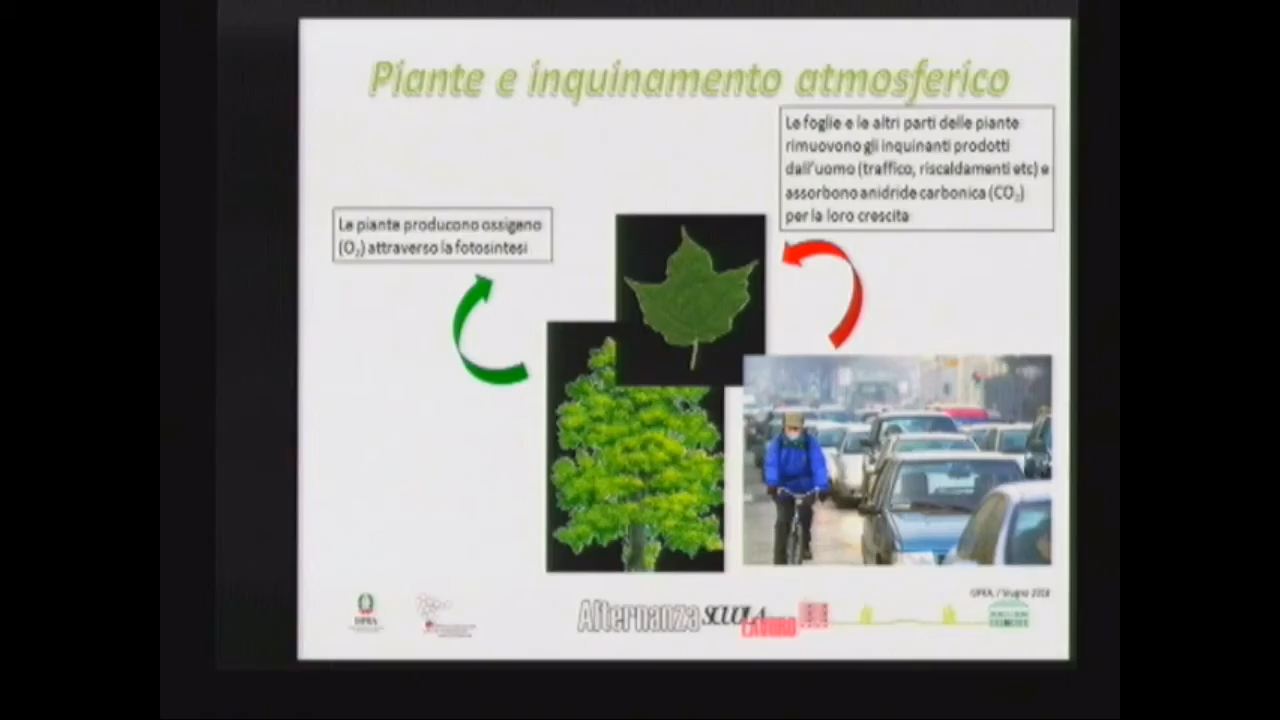 Piante e inquinamento atmosferico
Le foglie e le altri parti delle piante
rimuovono gli inquinanti prodotti
dall'uomo (traffico, riscaldamenti etc) e
assorbono anidride carbonica (CO₂)
per la loro crescita
Le piante producono ossigeno
(O₂) attraverso la fotosintesi
Alternanza SCUOLA
LAVORO